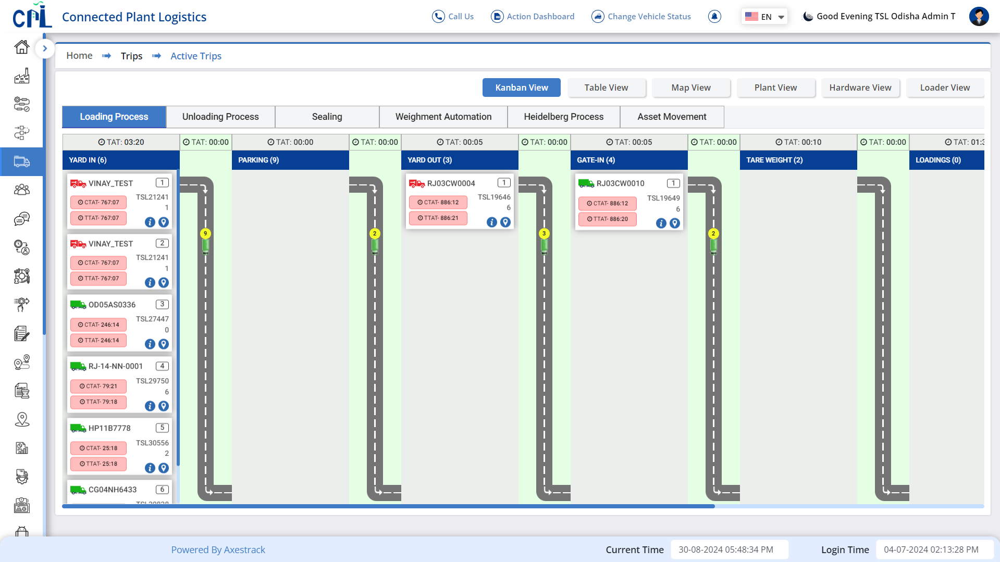 Connected Plant Logistics
Call Us
Action Dashboard
Change Vehicle Status
EN
Good Evening TSL Odisha Admin T
Home
Trips
Active Trips
Kanban View
Table View
Map View
Plant View
Hardware View
Loader View
Loading Process
Unloading Process
Sealing
Weighment Automation
Heidelberg Process
Asset Movement
TAT: 03:20
TAT: 00:00
TAT: 00:00
TAT: 00:00
TAT: 00:05
TAT: 00:00
TAT: 00:05
TAT: 00:00
TAT: 00:10
TAT: 00:00
TAT: 01:3
YARD IN (6)
PARKING (9)
YARD OUT (3)
GATE-IN (4)
TARE WEIGHT (2)
LOADINGS (0)
VINAY_TEST
1
CTAT- 767:07
TSL21241
1
TTAT- 767:07
VINAY_TEST
2
CTAT- 767:07
TSL21241
1
TTAT- 767:07
OD05AS0336
3
CTAT- 246:14
TSL27447
0
TTAT- 246:14
RJ-14-NN-0001
4
CTAT- 79:21
TSL29750
6
TTAT- 79:18
HP11B7778
5
CTAT- 25:18
TSL30556
2
TTAT- 25:18
CG04NH6433
6
9
2
RJ03CW0004
1
CTAT- 886:12
TSL19646
6
TTAT- 886:21
3
RJ03CW0010
1
CTAT- 886:12
TSL19649
6
TTAT- 886:20
2
Powered By Axestrack
Current Time
30-08-2024 05:48:34 PM
Login Time
04-07-2024 02:13:28 PM